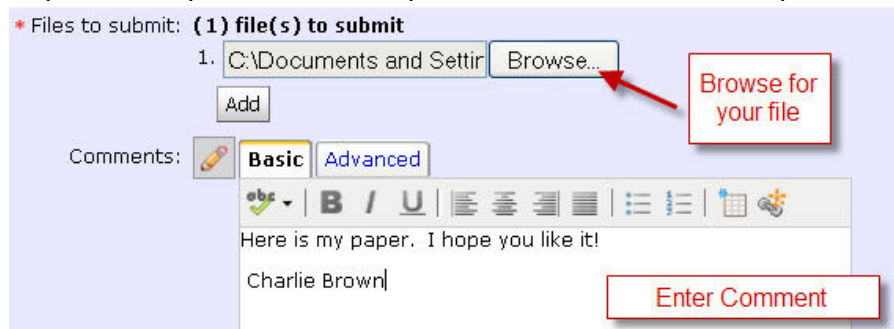 * Files to submit: (1) file(s) to submit
1. C:\Documents and Settir Browse...
Browse for
your file
Add
Comments: Basic Advanced
abc B I U
Here is my paper. I hope you like it!
Charlie Brown
Enter Comment